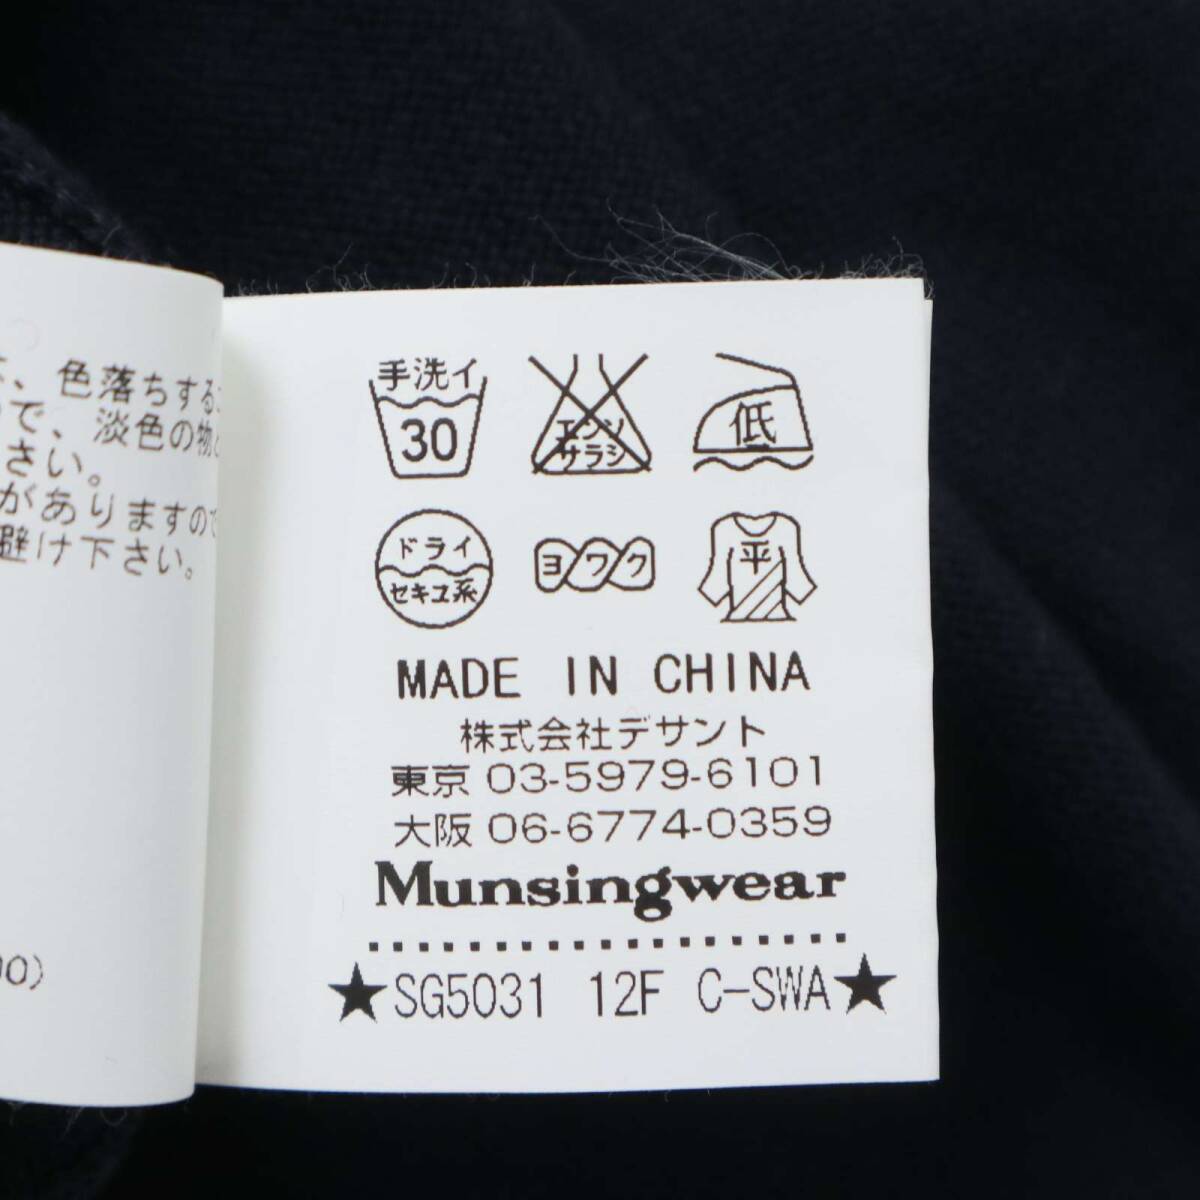 、色落ちする
で、淡色の物と
さい。
がありますので
避け下さい。
00)
手洗イ
30
エンソ
サラシ
低
ドライ
セキユ系
ヨワク
平
MADE IN CHINA
株式会社デサント
東京 03-5979-6101
大阪 06-6774-0359
Munsingwear
★SG5031 12F C-SWA★